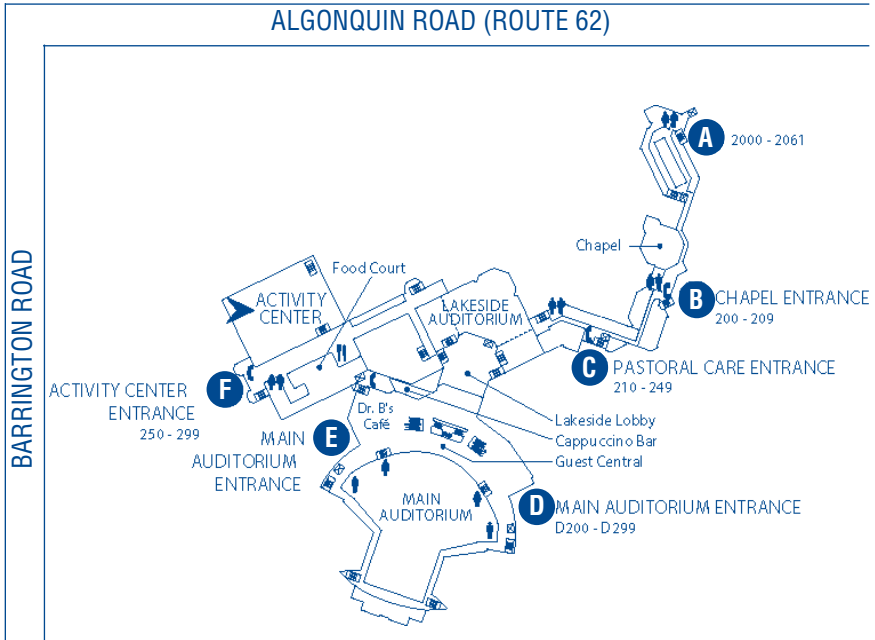 ALGONQUIN ROAD (ROUTE 62)
BARRINGTON ROAD
A
2000 - 2061
Chapel
B
CHAPEL ENTRANCE
200 - 209
Food Court
ACTIVITY
CENTER
LAKESIDE
AUDITORIUM
C
PASTORAL CARE ENTRANCE
210 - 249
F
ACTIVITY CENTER
ENTRANCE
250 - 299
Dr. B's
Café
Lakeside Lobby
Cappuccino Bar
Guest Central
E
MAIN
AUDITORIUM
ENTRANCE
MAIN
AUDITORIUM
D
MAIN AUDITORIUM ENTRANCE
D200 - D299